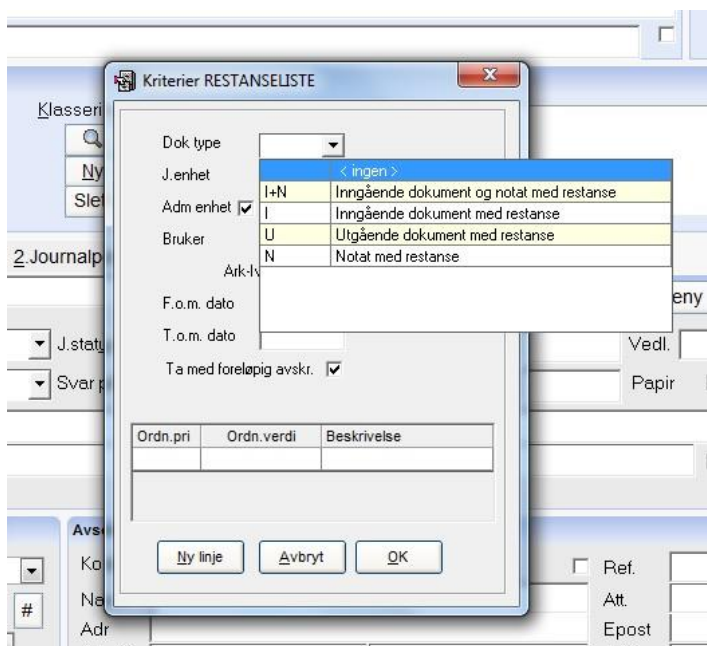 Kriterier RESTANSELISTE
Klasseri
Dok type
Ny
J.enhet
< ingen >
I+N Inngående dokument og notat med restanse
Slet
Adm enhet
I Inngående dokument med restanse
Bruker
U Utgående dokument med restanse
2.Journalp
N Notat med restanse
Ark-lv
F.o.m. dato
eny
T.o.m. dato
J.statu
Vedl.
Ta med foreløpig avskr.
Svar p
Papir
Ordn.pri Ordn.verdi Beskrivelse
Avse
Ny linje Avbryt OK
Ko
Ref.
#
Na
Att.
Adr
Epost